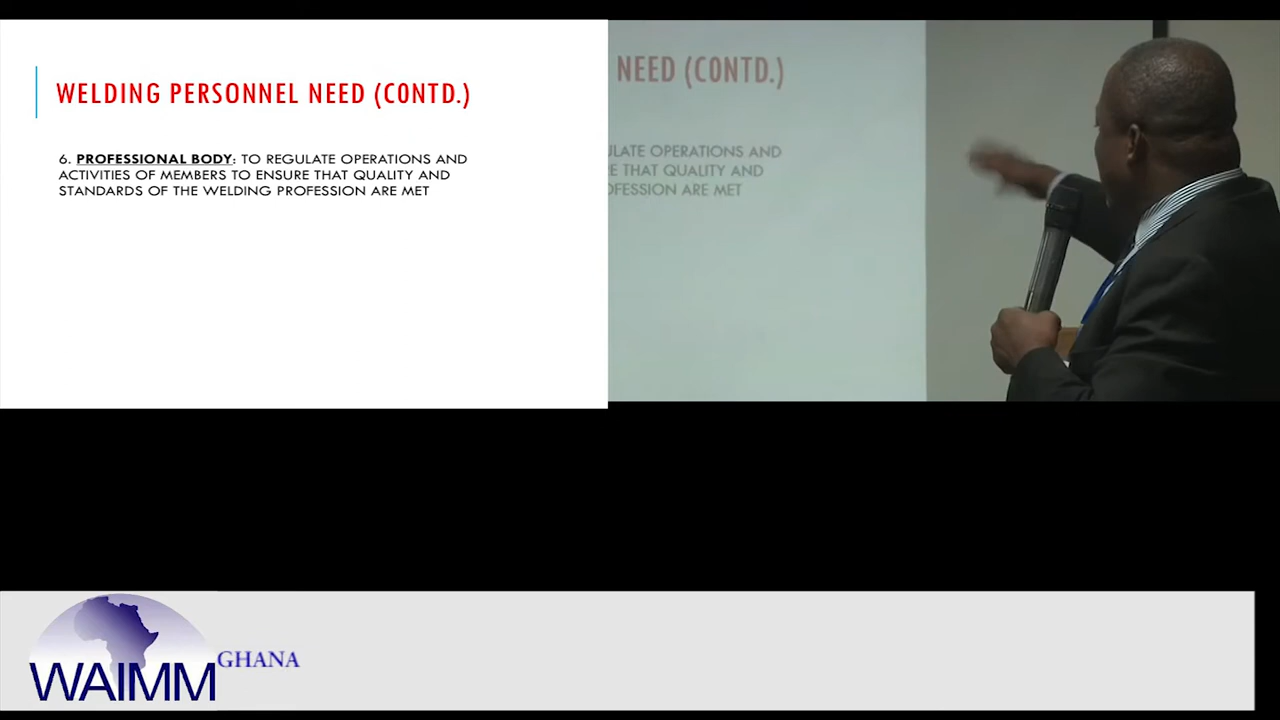 WELDING PERSONNEL NEED (CONTD.)
6. PROFESSIONAL BODY: TO REGULATE OPERATIONS AND
ACTIVITIES OF MEMBERS TO ENSURE THAT QUALITY AND
STANDARDS OF THE WELDING PROFESSION ARE MET
NEED (CONTD.)
ULATE OPERATIONS AND
E THAT QUALITY AND
OFESSION ARE MET
WAIMM
GHANA